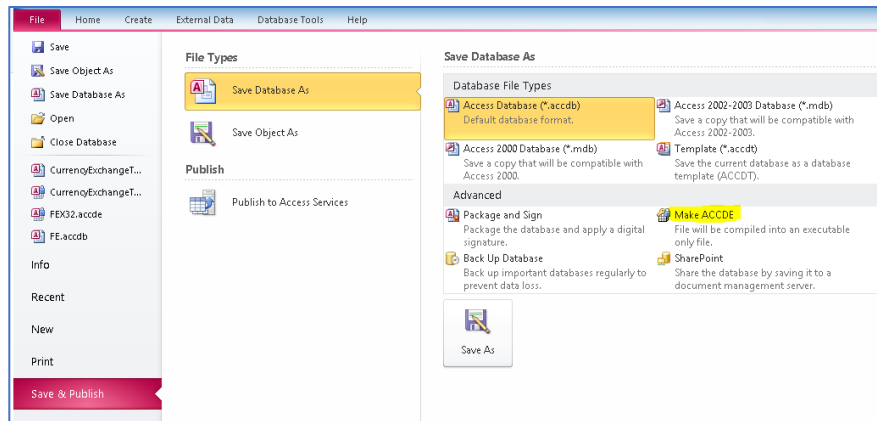 File Home Create External Data Database Tools Help
Save
Save Object As
Save Database As
Open
Close Database
CurrencyExchangeT...
CurrencyExchangeT...
FEX32.accde
FE.accdb
Info
Recent
New
Print
Save & Publish
File Types
Save Database As
Save Object As
Publish
Publish to Access Services
Save Database As
Database File Types
Access Database (*.accdb)
Default database format.
Access 2002-2003 Database (*.mdb)
Save a copy that will be compatible with
Access 2002-2003.
Access 2000 Database (*.mdb)
Save a copy that will be compatible with
Access 2000.
Template (*.accdt)
Save the current database as a database
template (ACCDT).
Advanced
Package and Sign
Package the database and apply a digital
signature.
Make ACCDE
File will be compiled into an executable
only file.
Back Up Database
Back up important databases regularly to
prevent data loss.
SharePoint
Share the database by saving it to a
document management server.
Save As